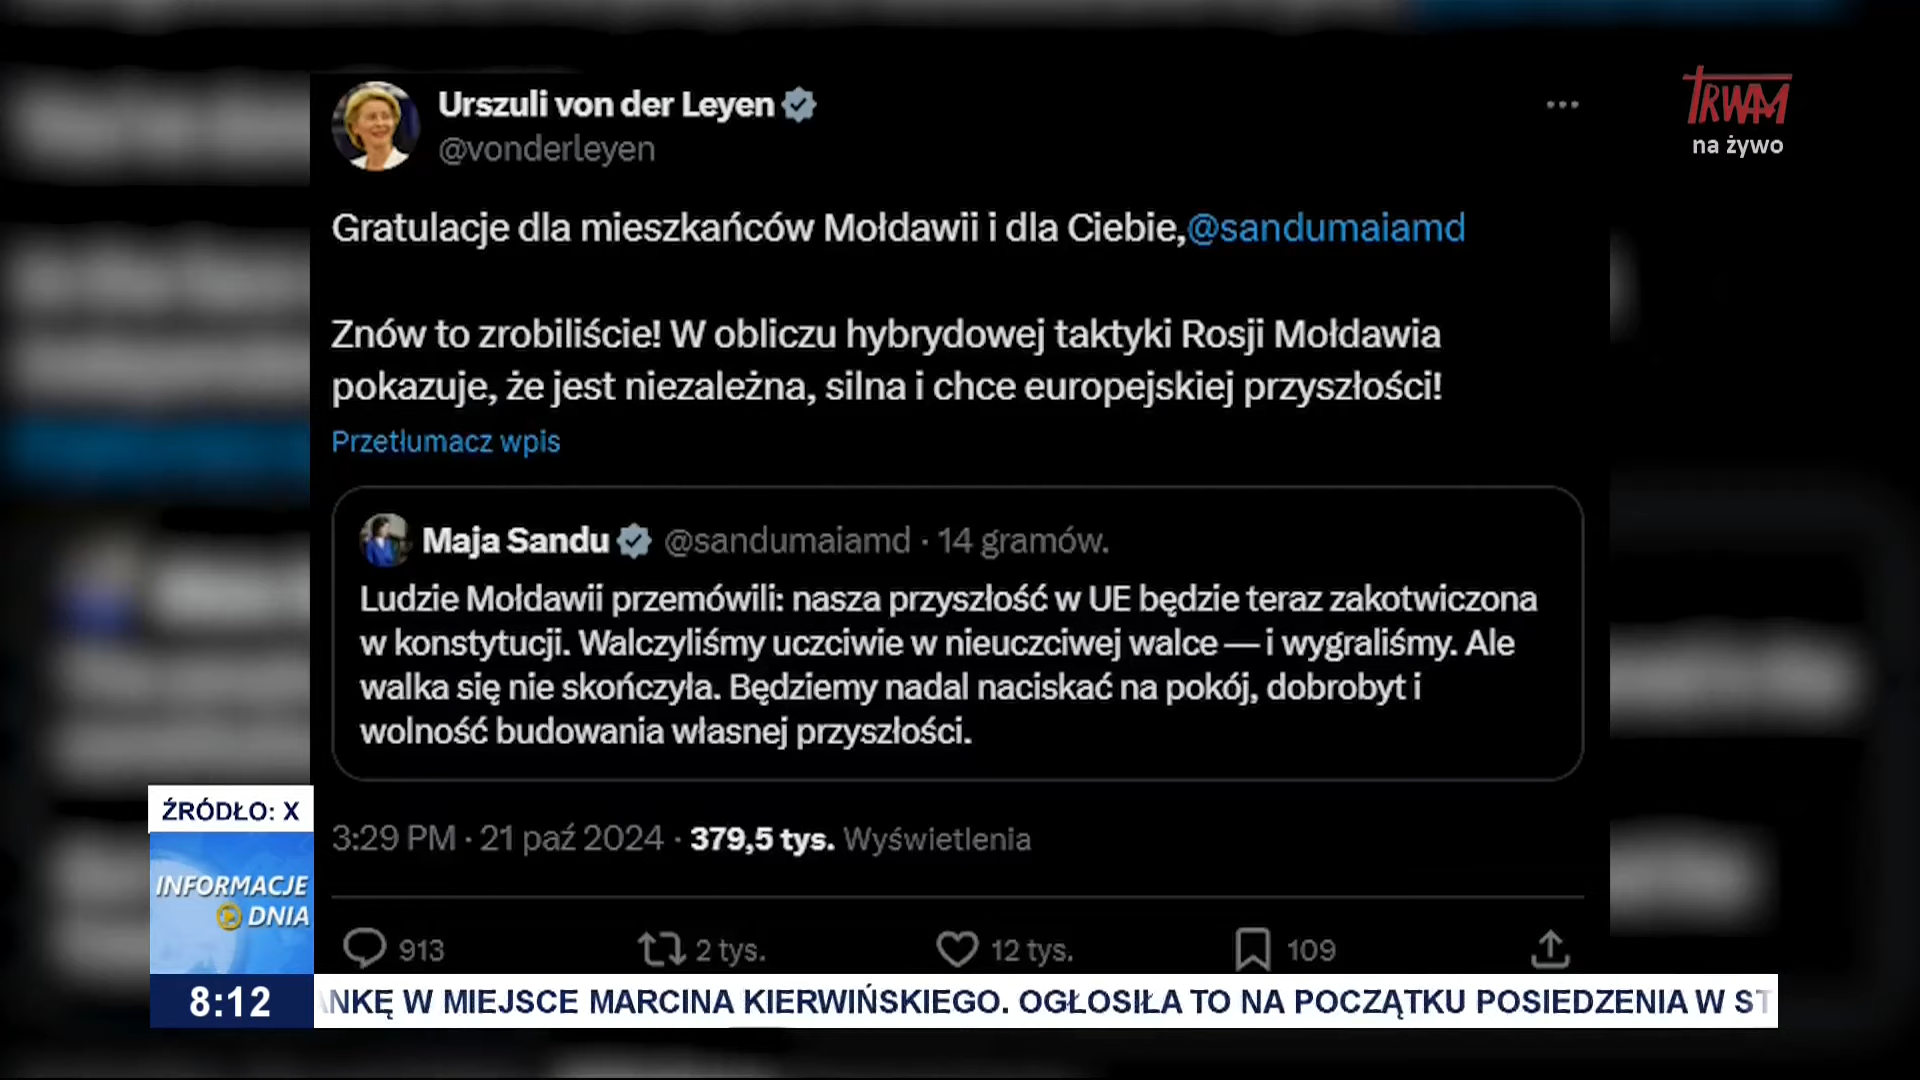 Urszuli von der Leyen
@vonderleyen
TRWAM
na żywo
Gratulacje dla mieszkańców Mołdawii i dla Ciebie,@sandumaiamd
Znów to zrobiliście! W obliczu hybrydowej taktyki Rosji Mołdawia
pokazuje, że jest niezależna, silna i chce europejskiej przyszłości!
Przetłumacz wpis
Maja Sandu @sandumaiamd · 14 gramów.
Ludzie Mołdawii przemówili: nasza przyszłość w UE będzie teraz zakotwiczona
w konstytucji. Walczyliśmy uczciwie w nieuczciwej walce — i wygraliśmy. Ale
walka się nie skończyła. Będziemy nadal naciskać na pokój, dobrobyt i
wolność budowania własnej przyszłości.
3:29 PM · 21 paź 2024 · 379,5 tys. Wyświetlenia
913 2 tys. 12 tys. 109
ŹRÓDŁO: X
INFORMACJE
DNIA
8:12
NKĘ W MIEJSCE MARCINA KIERWIŃSKIEGO. OGŁOSIŁA TO NA POCZĄTKU POSIEDZENIA W ST